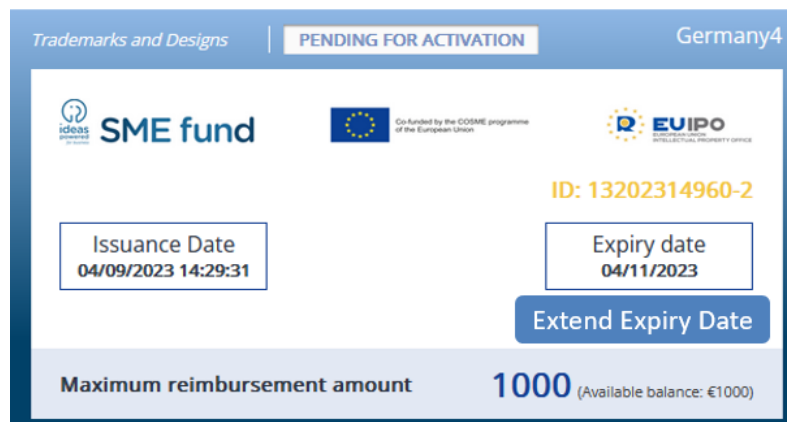 Trademarks and Designs
PENDING FOR ACTIVATION
Germany4
ideas
powered
for business
SME fund
Co-funded by the COSME programme
of the European Union
EUIPO
EUROPEAN UNION
INTELLECTUAL PROPERTY OFFICE
ID: 13202314960-2
Issuance Date
04/09/2023 14:29:31
Expiry date
04/11/2023
Extend Expiry Date
Maximum reimbursement amount
1000 (Available balance: €1000)